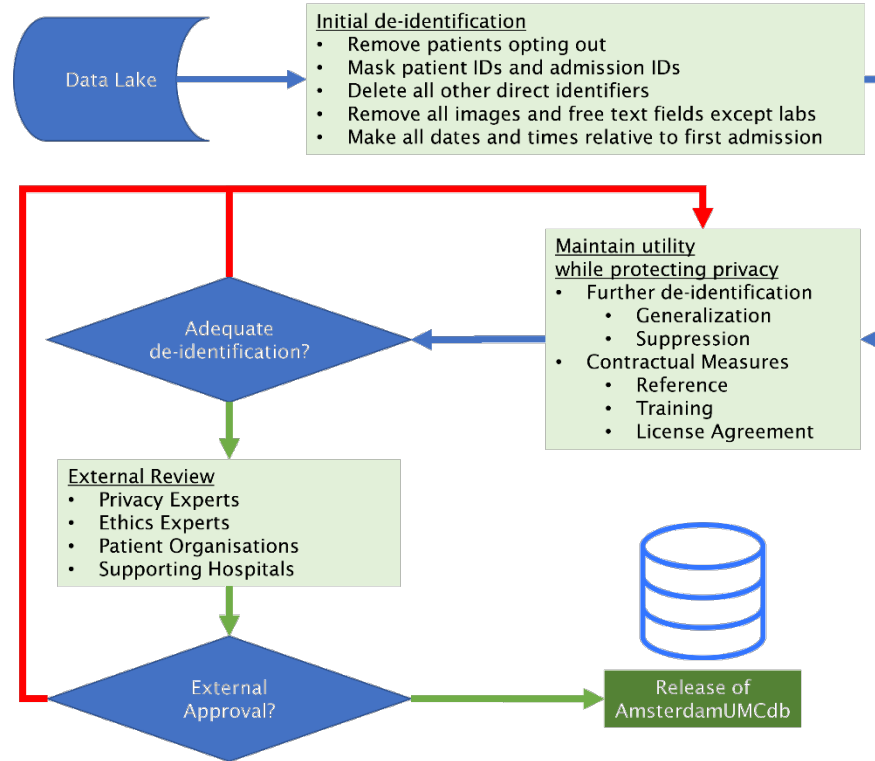 Data Lake
Initial de-identification
• Remove patients opting out
• Mask patient IDs and admission IDs
• Delete all other direct identifiers
• Remove all images and free text fields except labs
• Make all dates and times relative to first admission
Maintain utility
while protecting privacy
• Further de-identification
• Generalization
• Suppression
• Contractual Measures
• Reference
• Training
• License Agreement
Adequate
de-identification?
External Review
• Privacy Experts
• Ethics Experts
• Patient Organisations
• Supporting Hospitals
External
Approval?
Release of
AmsterdamUMCdb